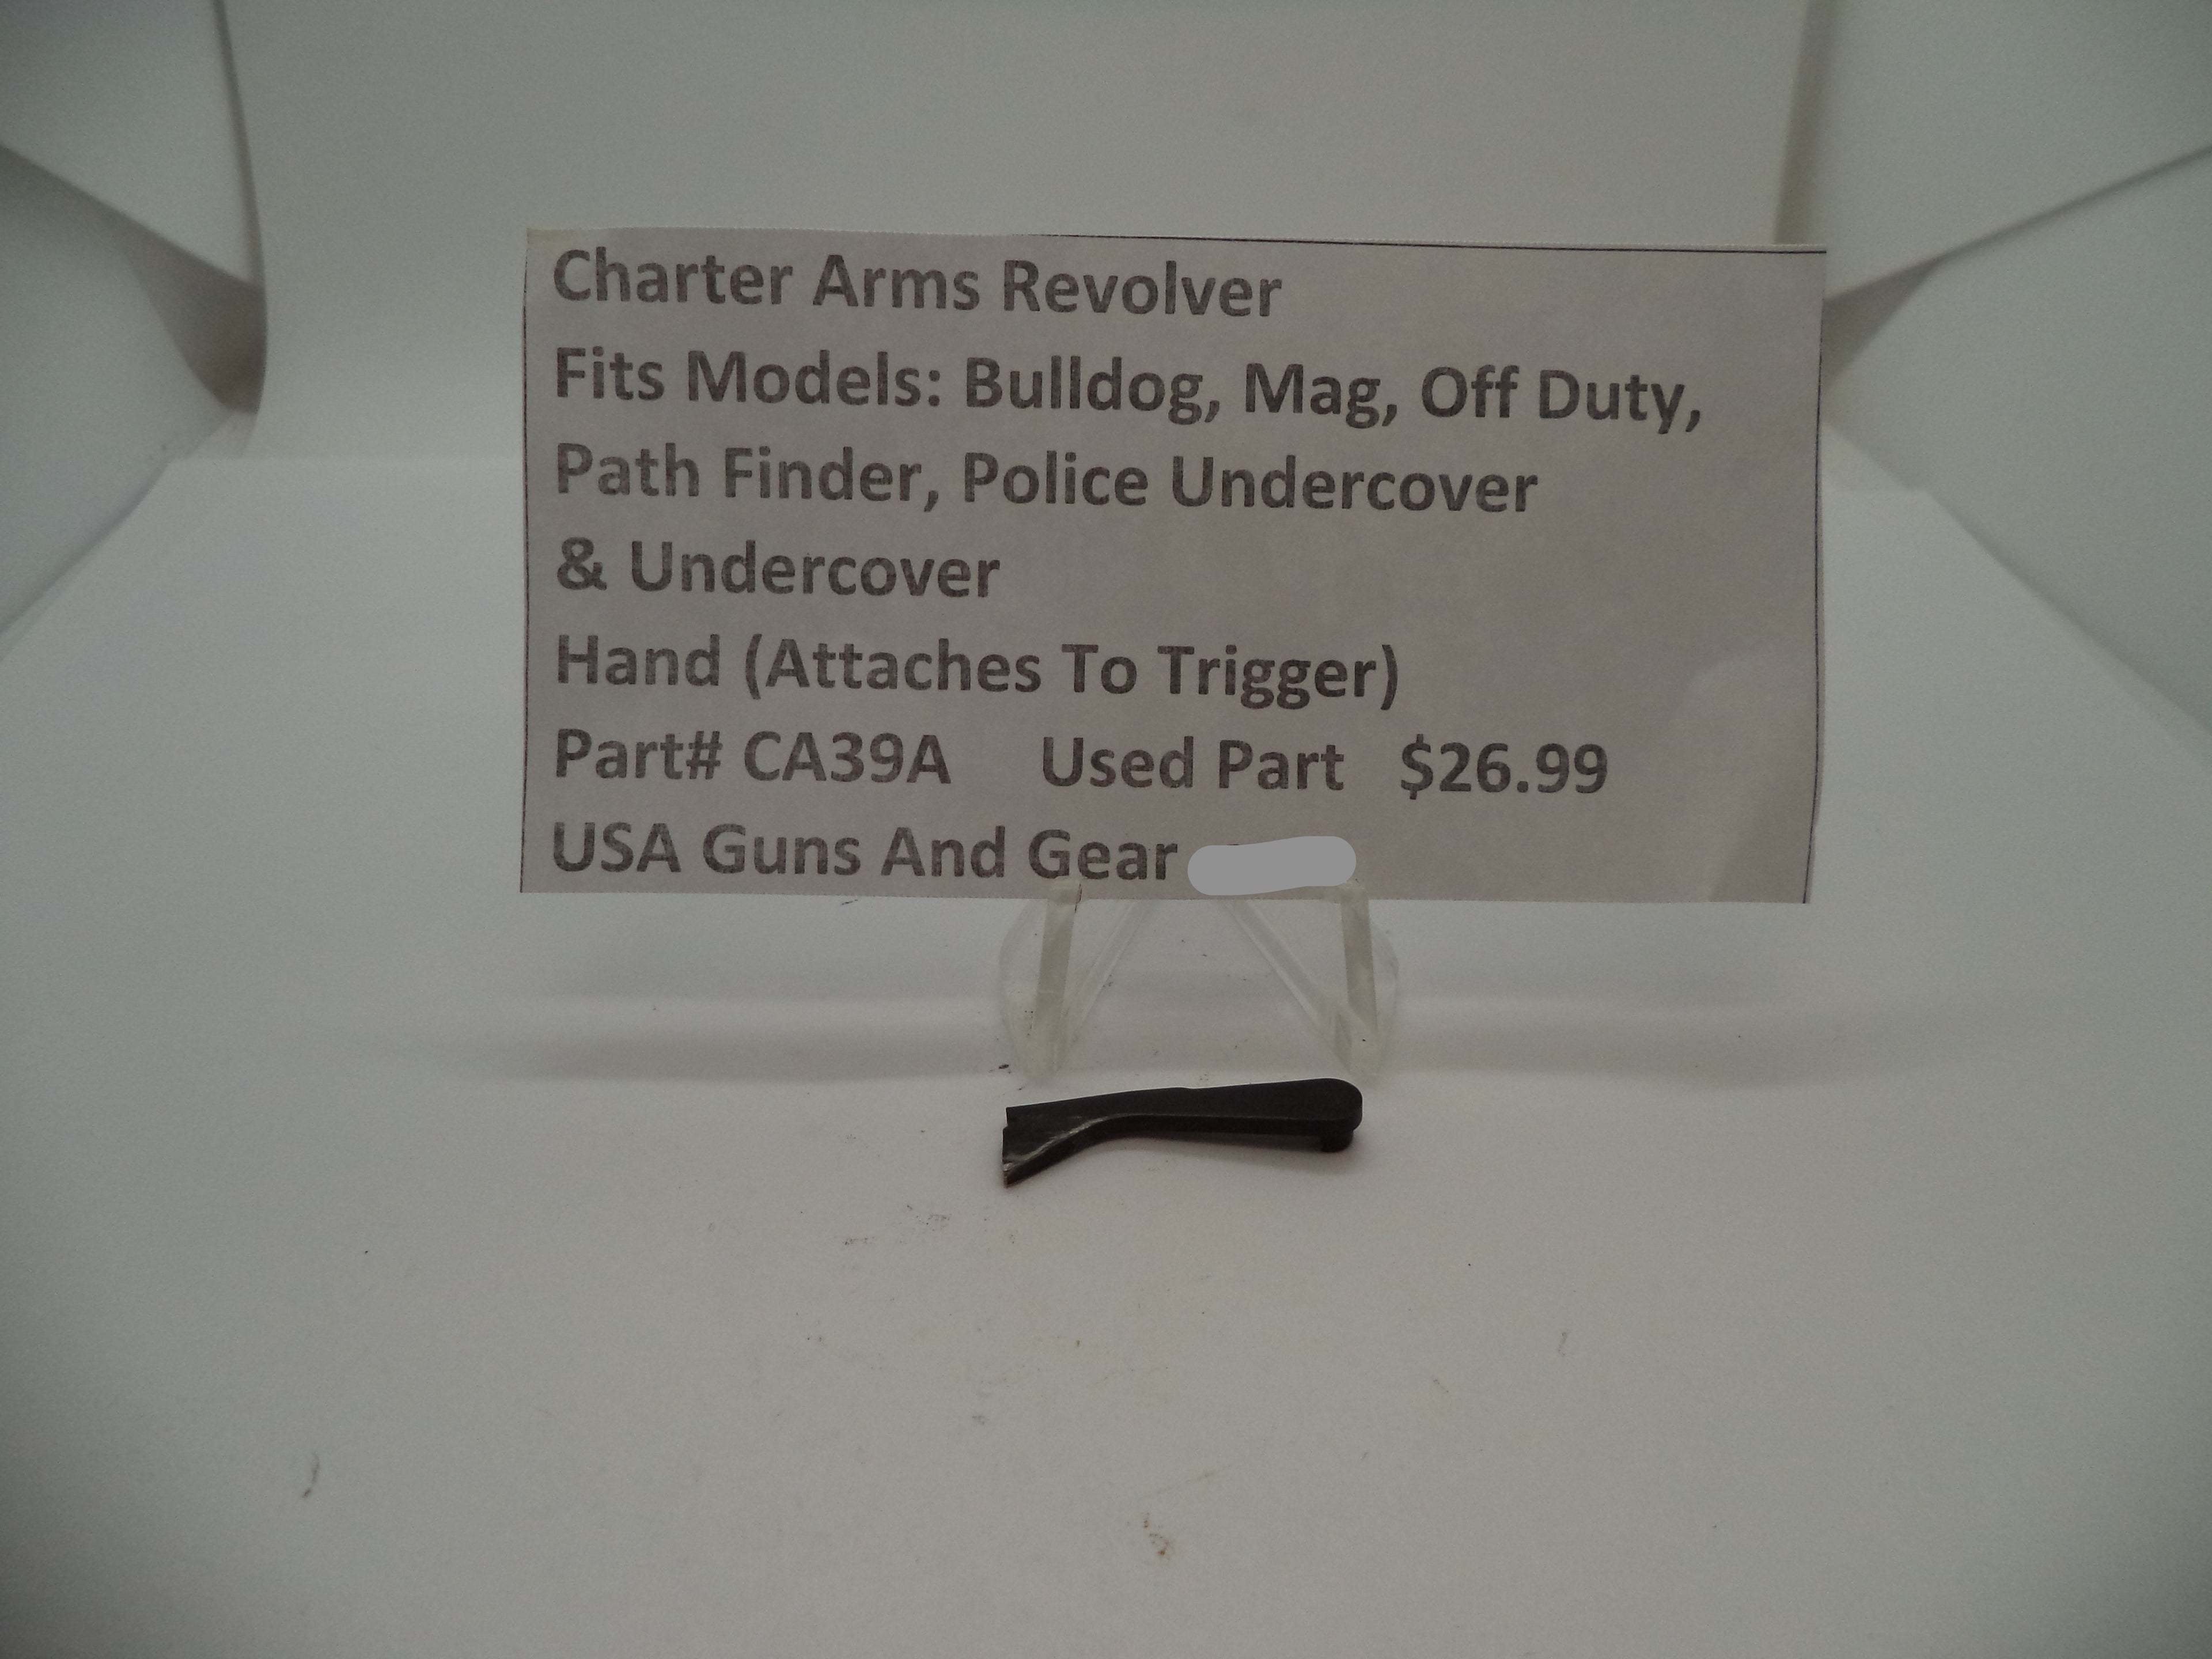 Charter Arms Revolver
Fits Models: Bulldog, Mag, Off Duty,
Path Finder, Police Undercover
& Undercover
Hand (Attaches To Trigger)
Part# CA39A Used Part $26.99
USA Guns And Gear